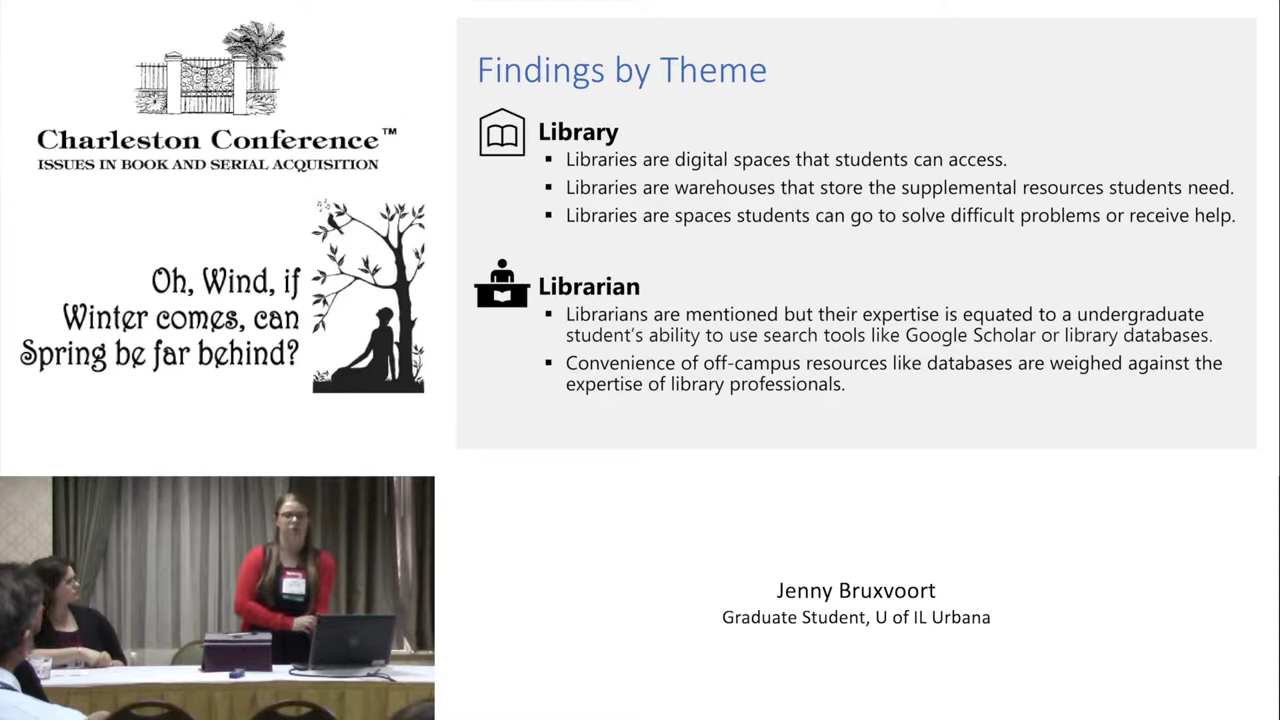 Charleston Conference™
ISSUES IN BOOK AND SERIAL ACQUISITION
Oh, Wind, if
Winter comes, can
Spring be far behind?
Findings by Theme
Library
▪ Libraries are digital spaces that students can access.
▪ Libraries are warehouses that store the supplemental resources students need.
▪ Libraries are spaces students can go to solve difficult problems or receive help.
Librarian
▪ Librarians are mentioned but their expertise is equated to a undergraduate
student's ability to use search tools like Google Scholar or library databases.
▪ Convenience of off-campus resources like databases are weighed against the
expertise of library professionals.
Jenny Bruxvoort
Graduate Student, U of IL Urbana